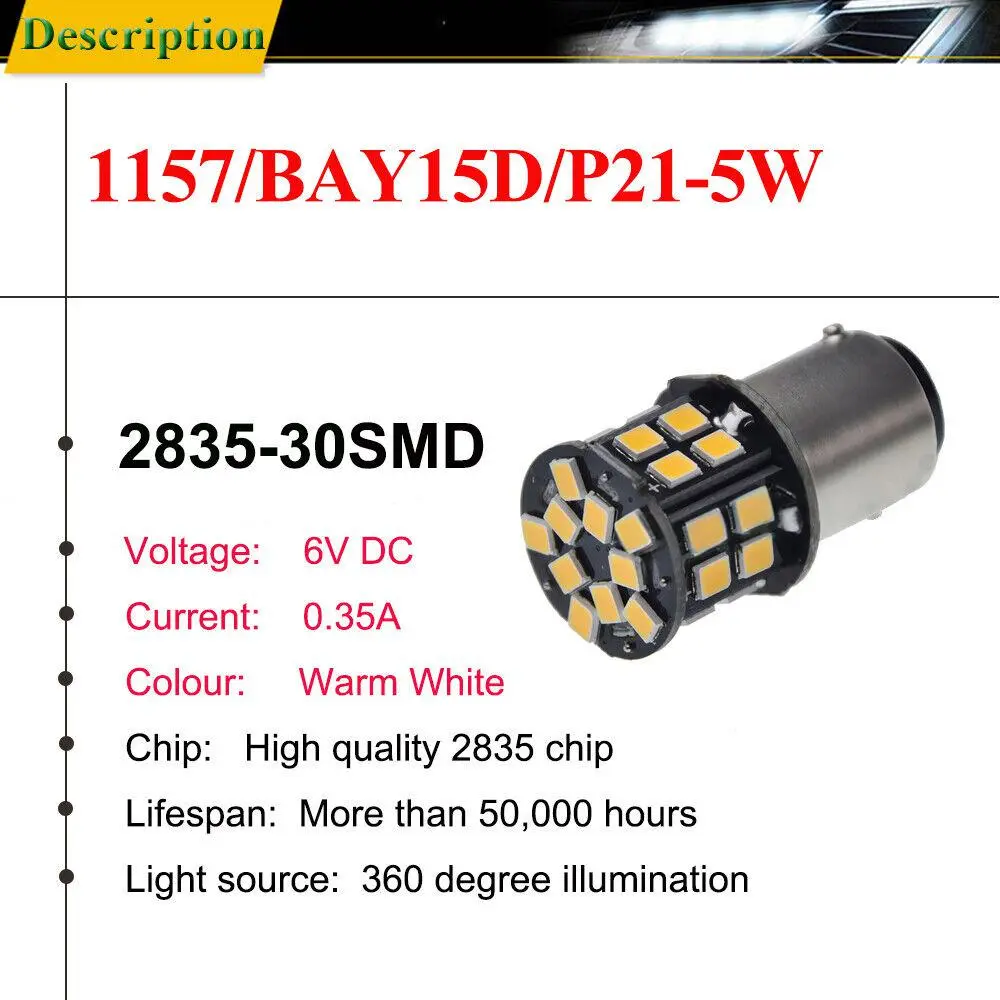 Description
1157/BAY15D/P21-5W
2835-30SMD
Voltage: 6V DC
Current: 0.35A
Colour: Warm White
Chip: High quality 2835 chip
Lifespan: More than 50,000 hours
Light source: 360 degree illumination
+